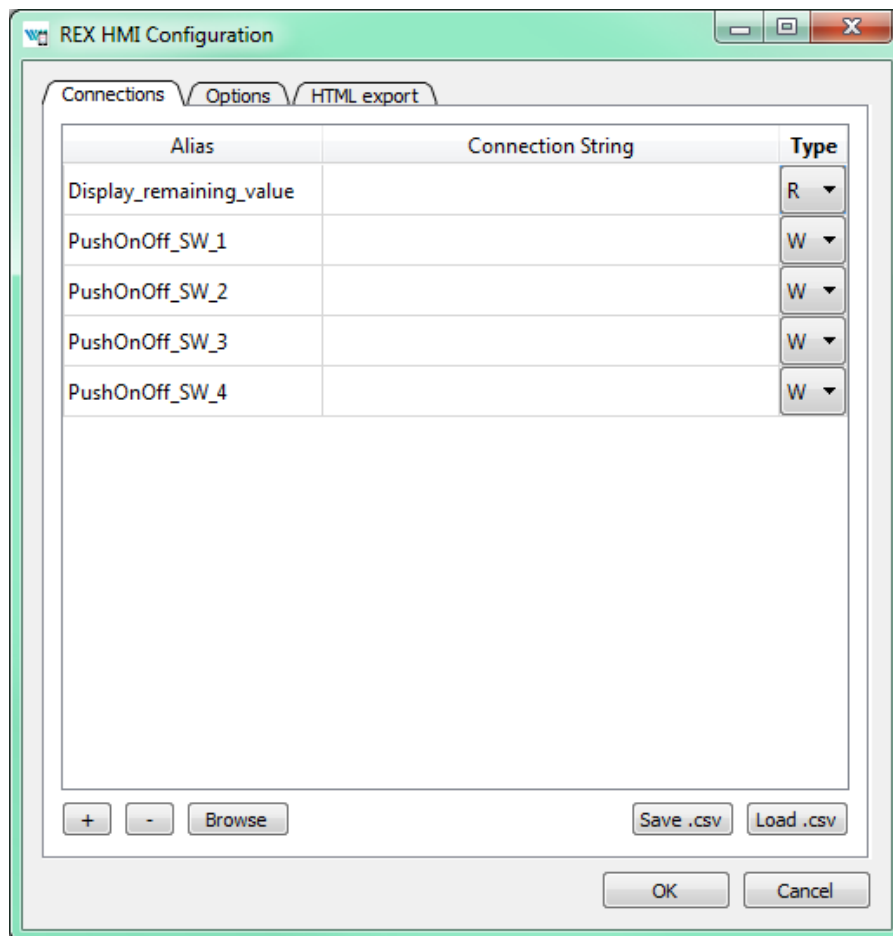 REX HMI Configuration
Connections Options HTML export
Alias Connection String Type
Display_remaining_value R
PushOnOff_SW_1 W
PushOnOff_SW_2 W
PushOnOff_SW_3 W
PushOnOff_SW_4 W
+ - Browse Save .csv Load .csv
OK Cancel